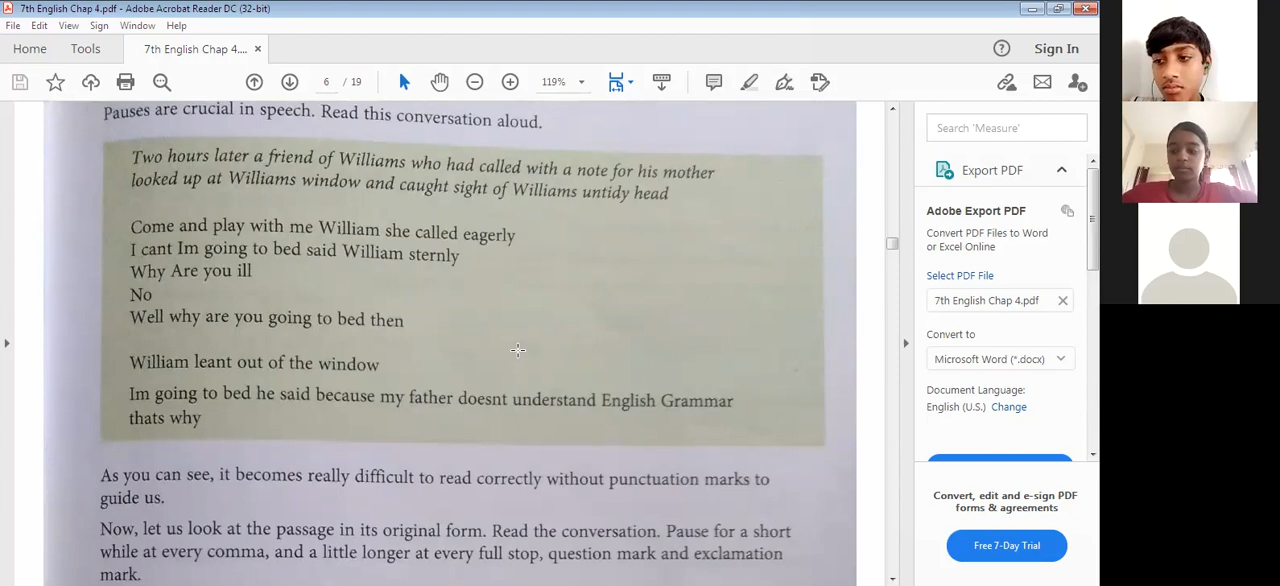 7th English Chap 4.pdf - Adobe Acrobat Reader DC (32-bit)
File Edit View Sign Window Help
Home Tools 7th English Chap 4.... × Sign In
6 / 19 119%
Pauses are crucial in speech. Read this conversation aloud.
Two hours later a friend of Williams who had called with a note for his mother
looked up at Williams window and caught sight of Williams untidy head
Come and play with me William she called eagerly
I cant Im going to bed said William sternly
Why Are you ill
No
Well why are you going to bed then
William leant out of the window
Im going to bed he said because my father doesnt understand English Grammar
thats why
As you can see, it becomes really difficult to read correctly without punctuation marks to
guide us.
Now, let us look at the passage in its original form. Read the conversation. Pause for a short
while at every comma, and a little longer at every full stop, question mark and exclamation
mark.
Search 'Measure'
Export PDF
Adobe Export PDF
Convert PDF Files to Word
or Excel Online
Select PDF File
7th English Chap 4.pdf
Convert to
Microsoft Word (*.docx)
Document Language:
English (U.S.) Change
Convert, edit and e-sign PDF
forms & agreements
Free 7-Day Trial